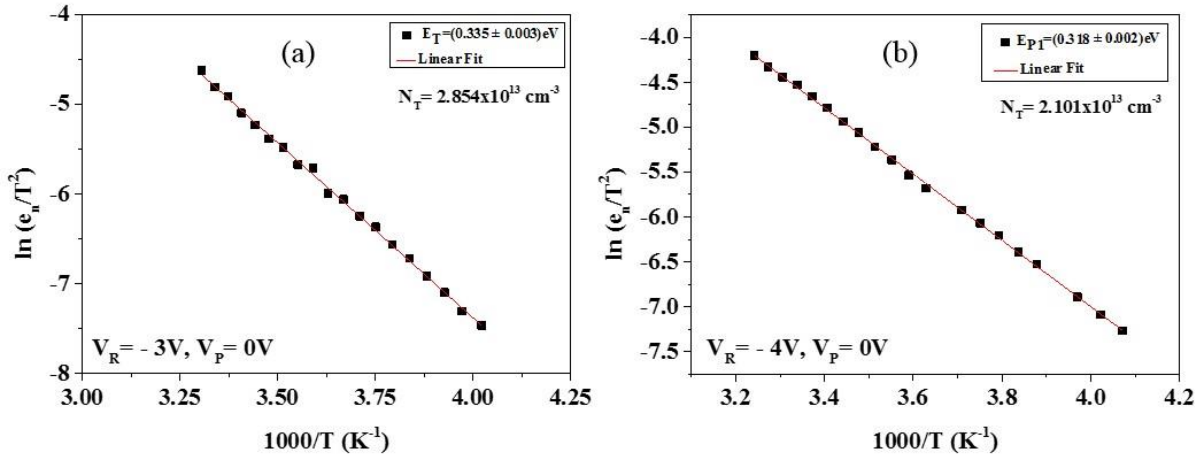 (a)
E_T=(0.335 ± 0.003)eV
Linear Fit
N_T= 2.854x10^13 cm^-3
V_R= - 3V, V_P= 0V
ln (e_n/T^2)
-4
-5
-6
-7
-8
3.00
3.25
3.50
3.75
4.00
4.25
1000/T (K^-1)
(b)
E_P1=(0.318 ± 0.002)eV
Linear Fit
N_T= 2.101x10^13 cm^-3
V_R= - 4V, V_P= 0V
ln (e_n/T^2)
-4.0
-4.5
-5.0
-5.5
-6.0
-6.5
-7.0
-7.5
3.2
3.4
3.6
3.8
4.0
4.2
1000/T (K^-1)